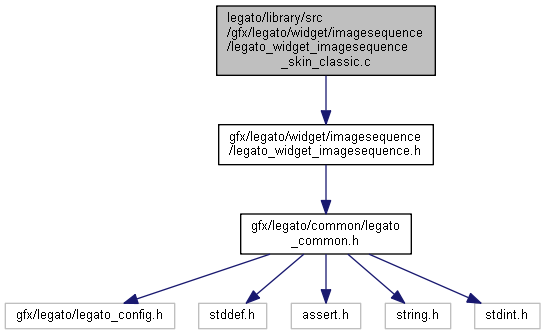 legato/library/src
/gfx/legato/widget/imagesequence
/legato_widget_imagesequence
_skin_classic.c
gfx/legato/widget/imagesequence
/legato_widget_imagesequence.h
gfx/legato/common/legato
_common.h
gfx/legato/legato_config.h
stddef.h
assert.h
string.h
stdint.h